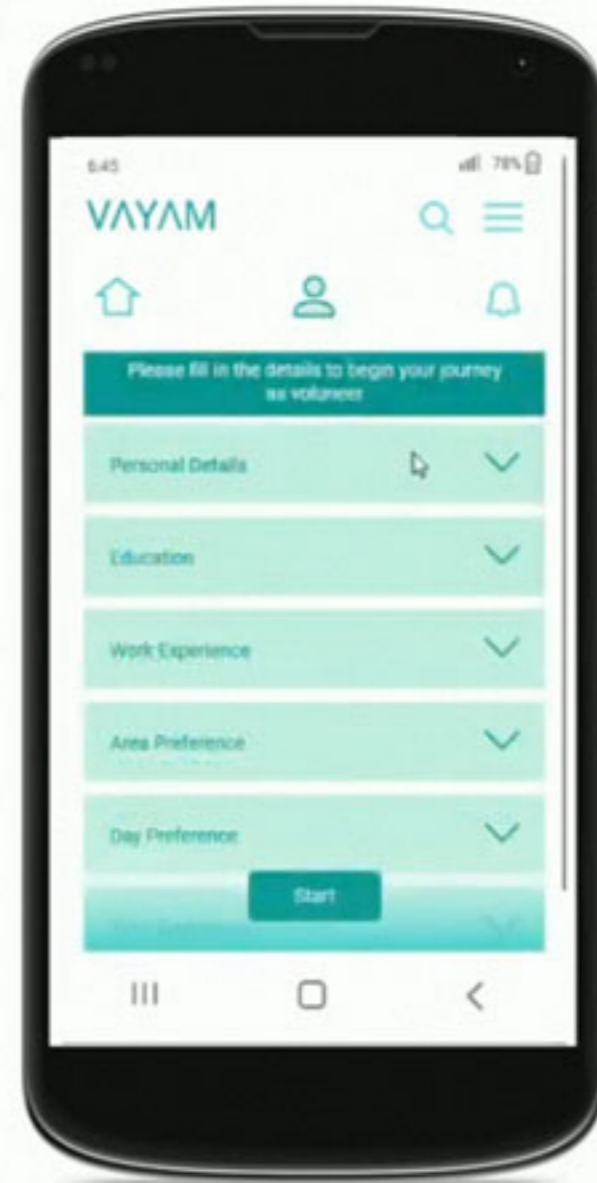 6:45 78%
VAYAM
Please fill in the details to begin your journey
as volunteer
Personal Details
Education
Work Experience
Area Preference
Day Preference
Start